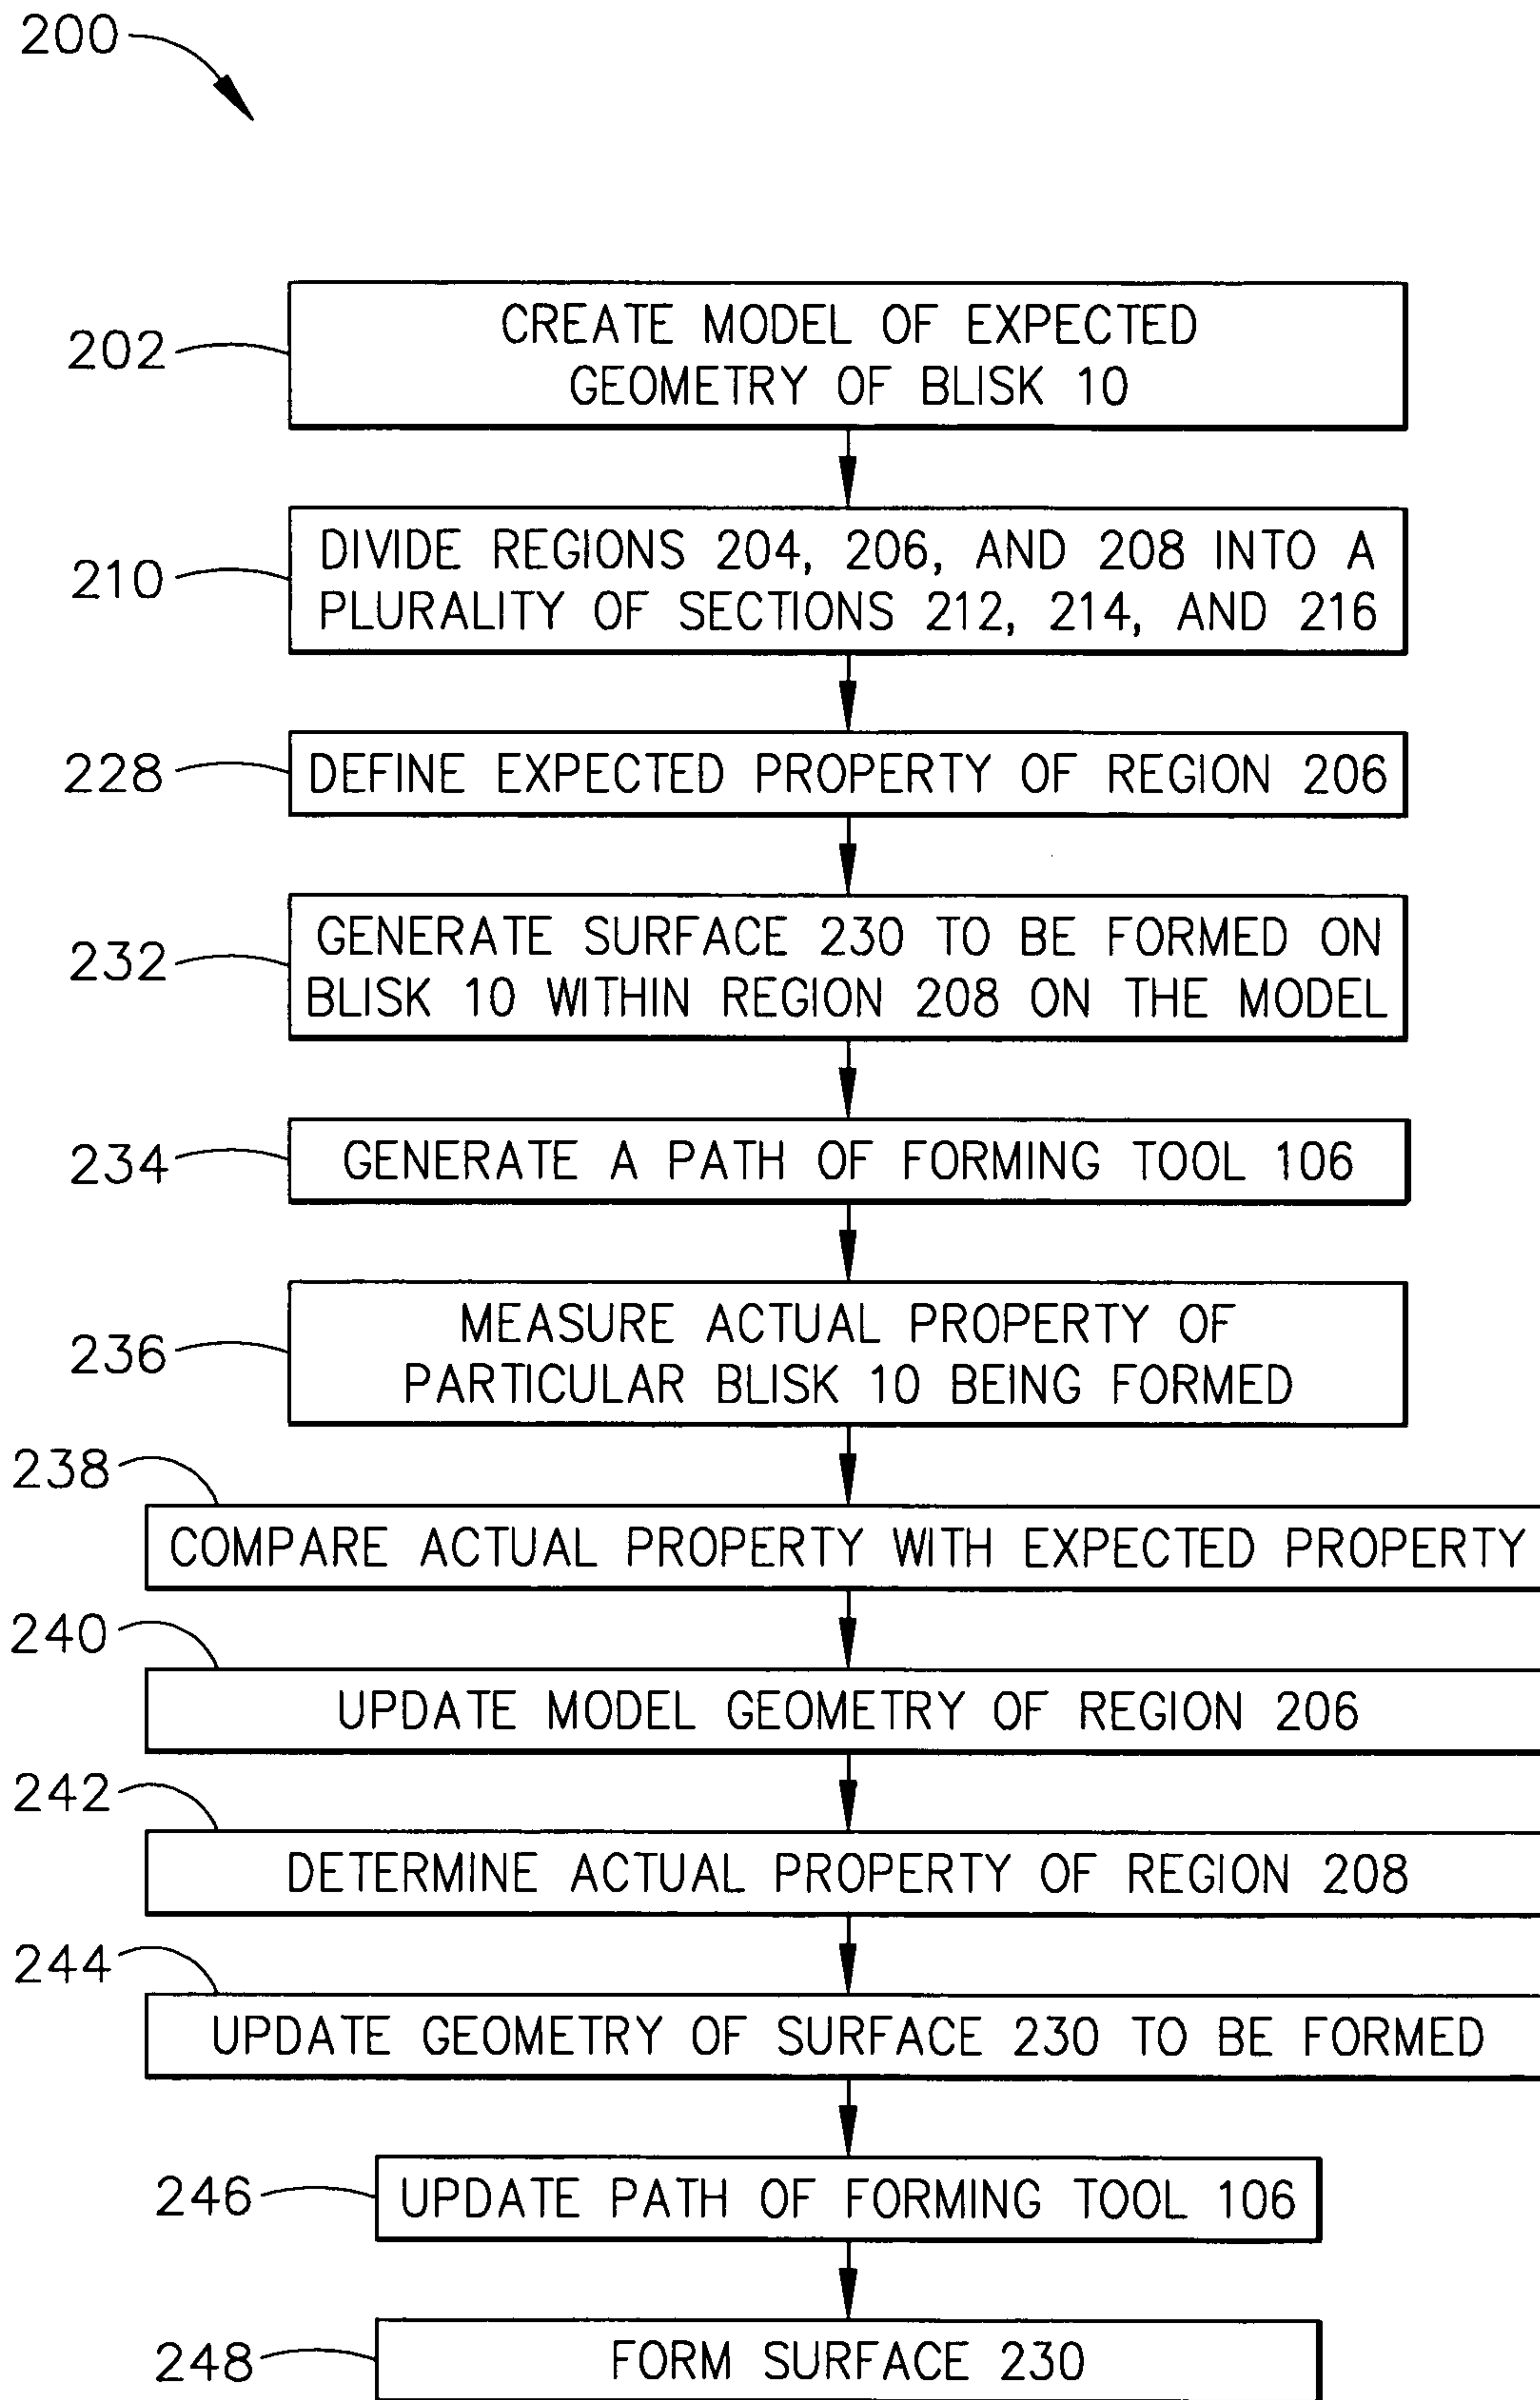 200
202
CREATE MODEL OF EXPECTED
GEOMETRY OF BLISK 10
210
DIVIDE REGIONS 204, 206, AND 208 INTO A
PLURALITY OF SECTIONS 212, 214, AND 216
228
DEFINE EXPECTED PROPERTY OF REGION 206
232
GENERATE SURFACE 230 TO BE FORMED ON
BLISK 10 WITHIN REGION 208 ON THE MODEL
234
GENERATE A PATH OF FORMING TOOL 106
236
MEASURE ACTUAL PROPERTY OF
PARTICULAR BLISK 10 BEING FORMED
238
COMPARE ACTUAL PROPERTY WITH EXPECTED PROPERTY
240
UPDATE MODEL GEOMETRY OF REGION 206
242
DETERMINE ACTUAL PROPERTY OF REGION 208
244
UPDATE GEOMETRY OF SURFACE 230 TO BE FORMED
246
UPDATE PATH OF FORMING TOOL 106
248
FORM SURFACE 230